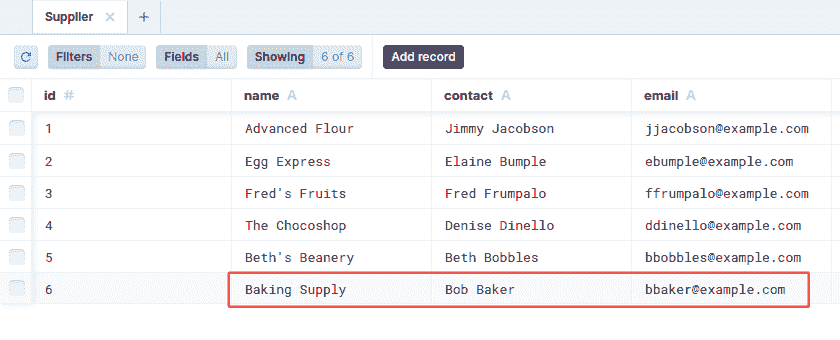 Supplier × +
Filters None Fields All Showing 6 of 6 Add record
id # name A contact A email A
1 Advanced Flour Jimmy Jacobson jjacobson@example.com
2 Egg Express Elaine Bumple ebumple@example.com
3 Fred's Fruits Fred Frumpalo ffrumpalo@example.com
4 The Chocoshop Denise Dinello ddinello@example.com
5 Beth's Beanery Beth Bobbles bbobbles@example.com
6 Baking Supply Bob Baker bbaker@example.com